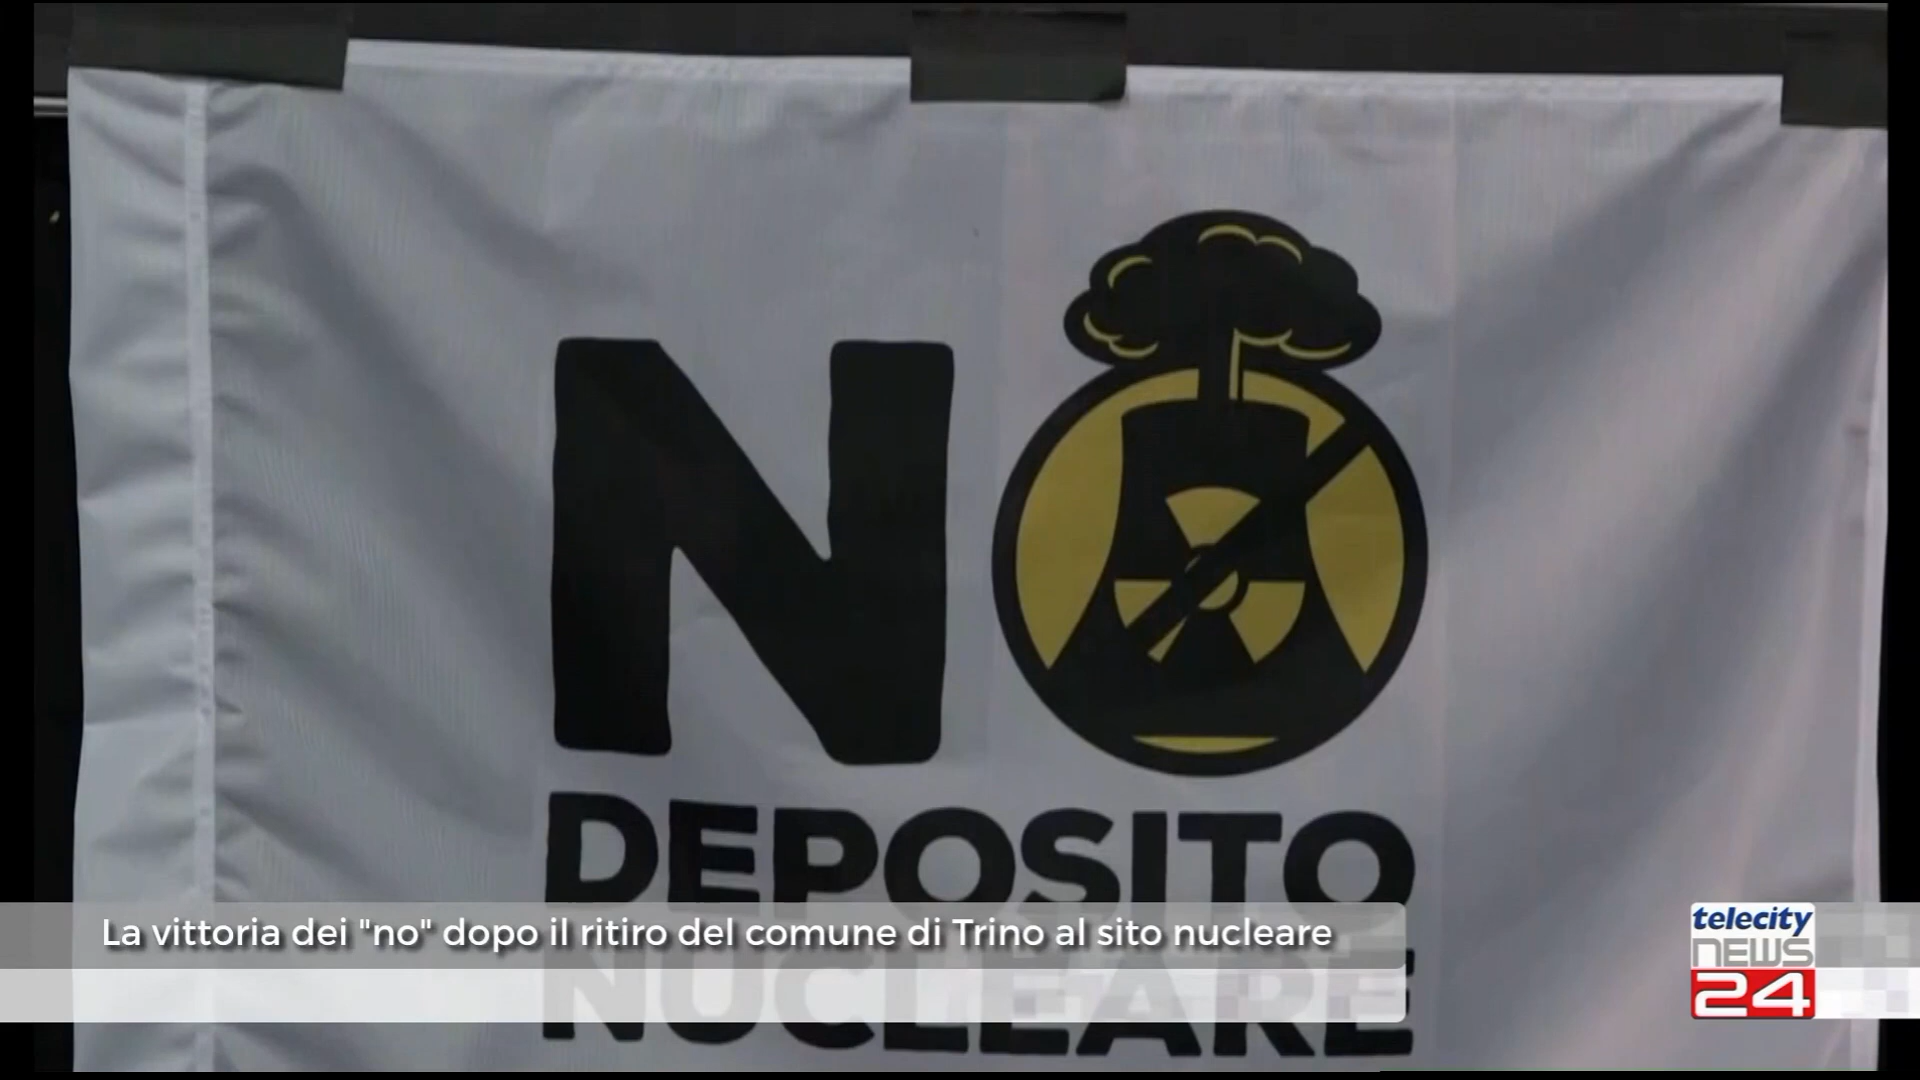 NO
DEPOSITO
NUCLEARE
La vittoria dei "no" dopo il ritiro del comune di Trino al sito nucleare
telecity
NEWS
24